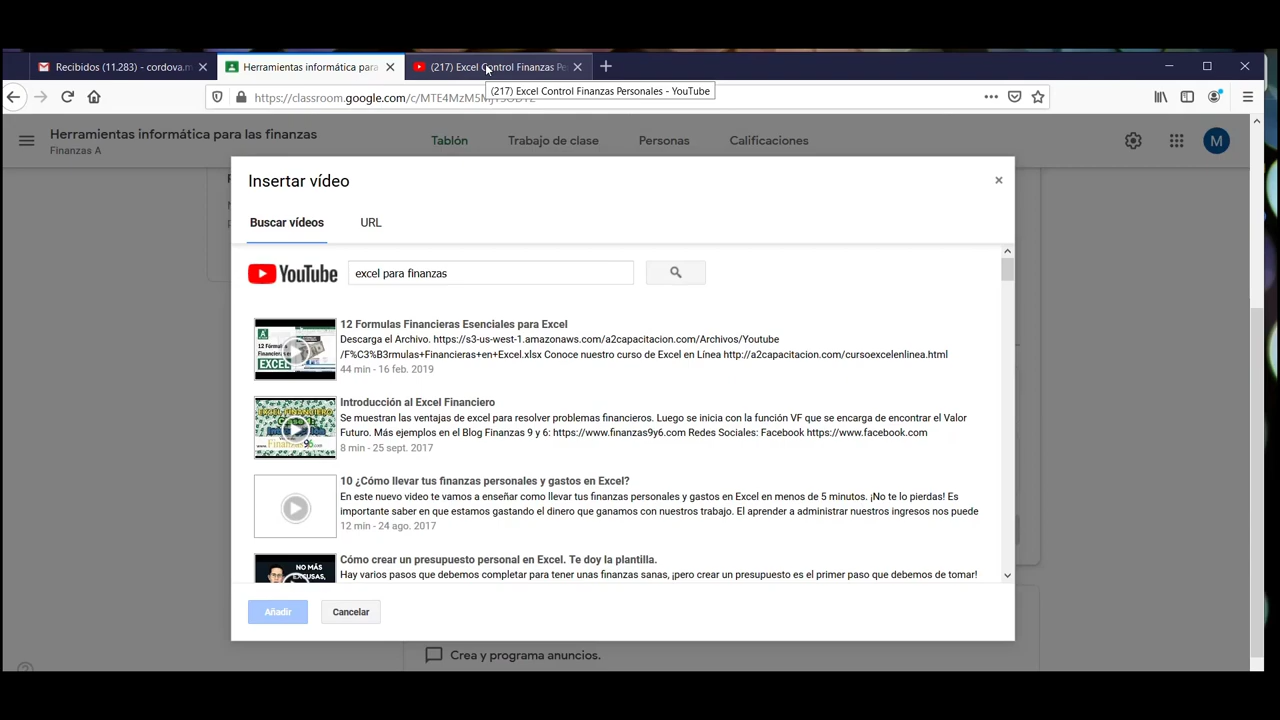 Recibidos (11.283) - cordova.m
Herramientas informática para
(217) Excel Control Finanzas Pe
(217) Excel Control Finanzas Personales - YouTube
https://classroom.google.com/c/
Herramientas informática para las finanzas
Finanzas A
Tablón
Trabajo de clase
Personas
Calificaciones
M
Insertar vídeo
Buscar vídeos
URL
YouTube
excel para finanzas
12 Formulas Financieras Esenciales para Excel
Descarga el Archivo. https://s3-us-west-1.amazonaws.com/a2capacitacion.com/Archivos/Youtube
/F%C3%B3rmulas+Financieras+en+Excel.xlsx Conoce nuestro curso de Excel en Línea http://a2capacitacion.com/cursoexcelenlinea.html
44 min - 16 feb. 2019
Introducción al Excel Financiero
Se muestran las ventajas de excel para resolver problemas financieros. Luego se inicia con la función VF que se encarga de encontrar el Valor
Futuro. Más ejemplos en el Blog Finanzas 9 y 6: https://www.finanzas9y6.com Redes Sociales: Facebook https://www.facebook.com
8 min - 25 sept. 2017
10 ¿Cómo llevar tus finanzas personales y gastos en Excel?
En este nuevo video te vamos a enseñar como llevar tus finanzas personales y gastos en Excel en menos de 5 minutos. ¡No te lo pierdas! Es
importante saber en que estamos gastando el dinero que ganamos con nuestros trabajo. El aprender a administrar nuestros ingresos nos puede
12 min - 24 ago. 2017
NO MÁS
EXCUSAS,
Cómo crear un presupuesto personal en Excel. Te doy la plantilla.
Hay varios pasos que debemos completar para tener unas finanzas sanas, ¡pero crear un presupuesto es el primer paso que debemos de tomar!
Añadir
Cancelar
Crea y programa anuncios.